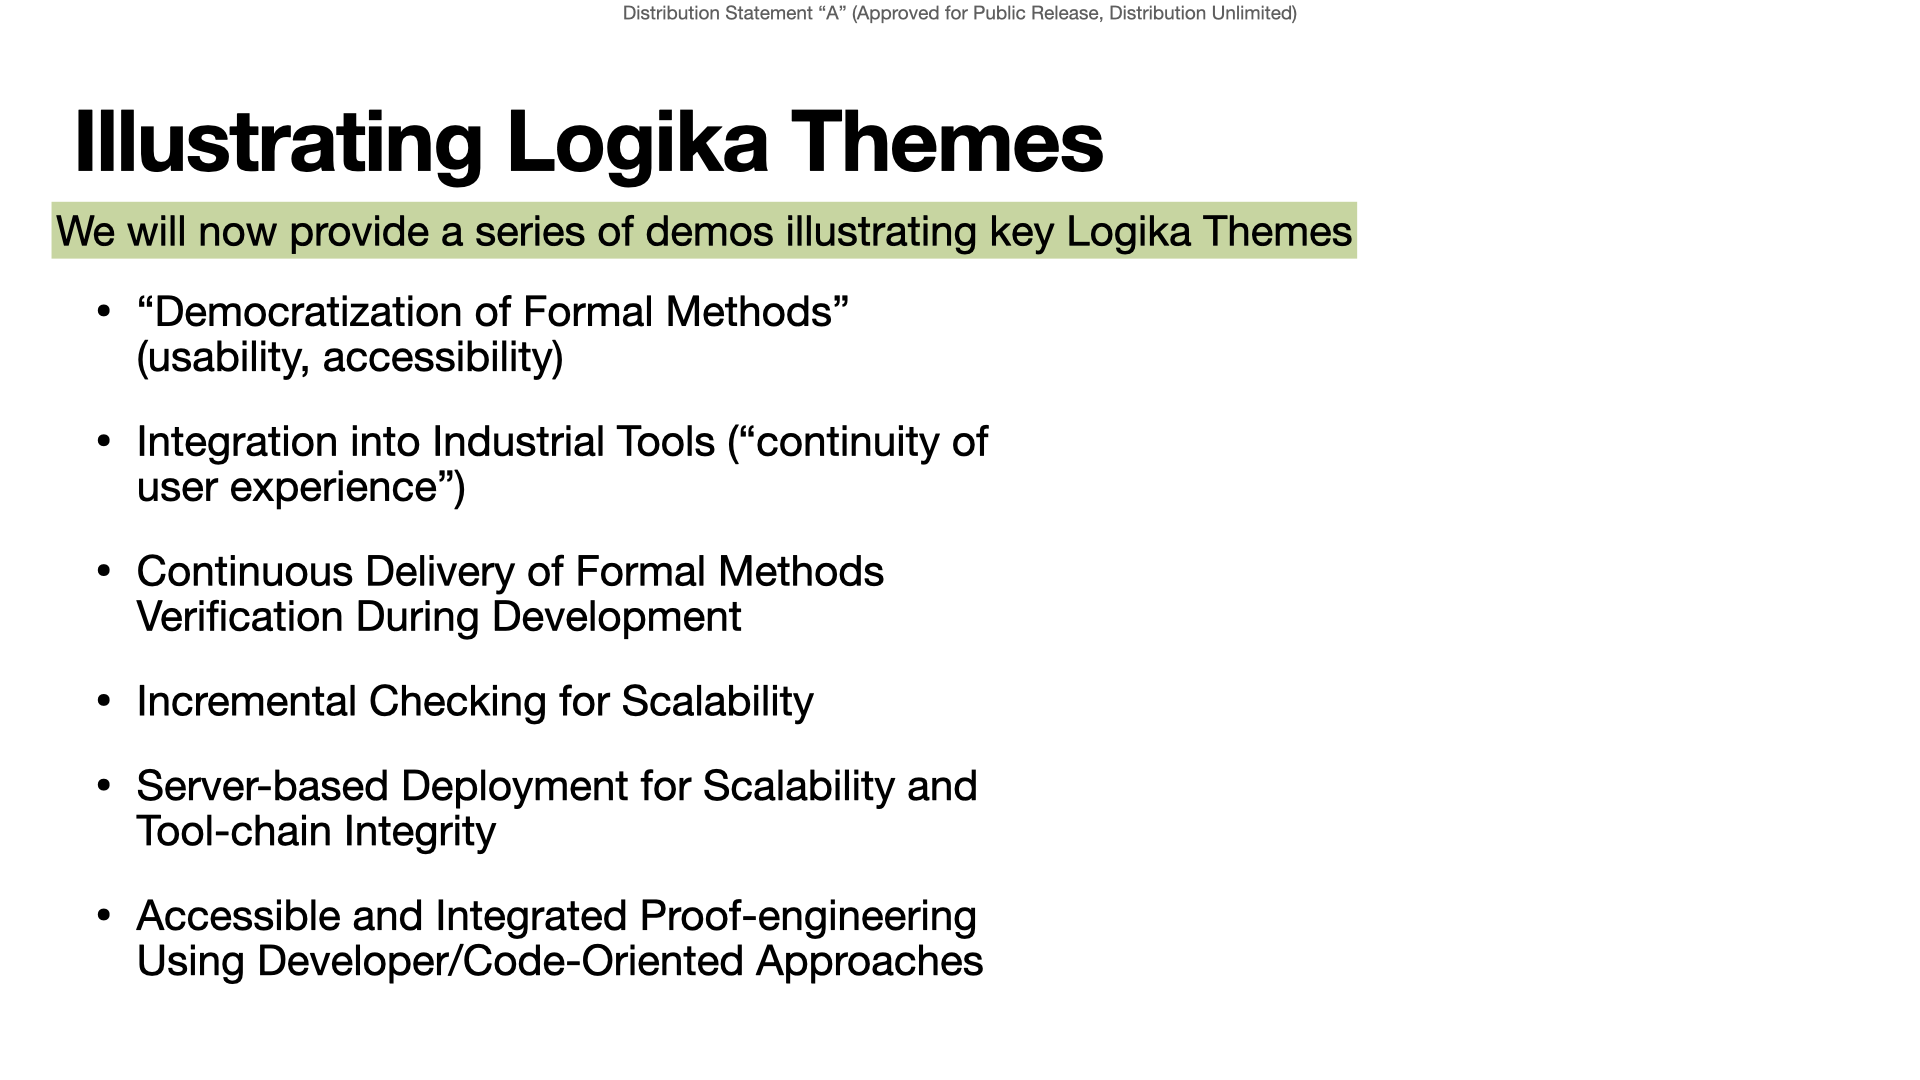 Distribution Statement “A” (Approved for Public Release, Distribution Unlimited)
Illustrating Logika Themes
We will now provide a series of demos illustrating key Logika Themes
• “Democratization of Formal Methods”
(usability, accessibility)
• Integration into Industrial Tools (“continuity of
user experience”)
• Continuous Delivery of Formal Methods
Verification During Development
• Incremental Checking for Scalability
• Server-based Deployment for Scalability and
Tool-chain Integrity
• Accessible and Integrated Proof-engineering
Using Developer/Code-Oriented Approaches